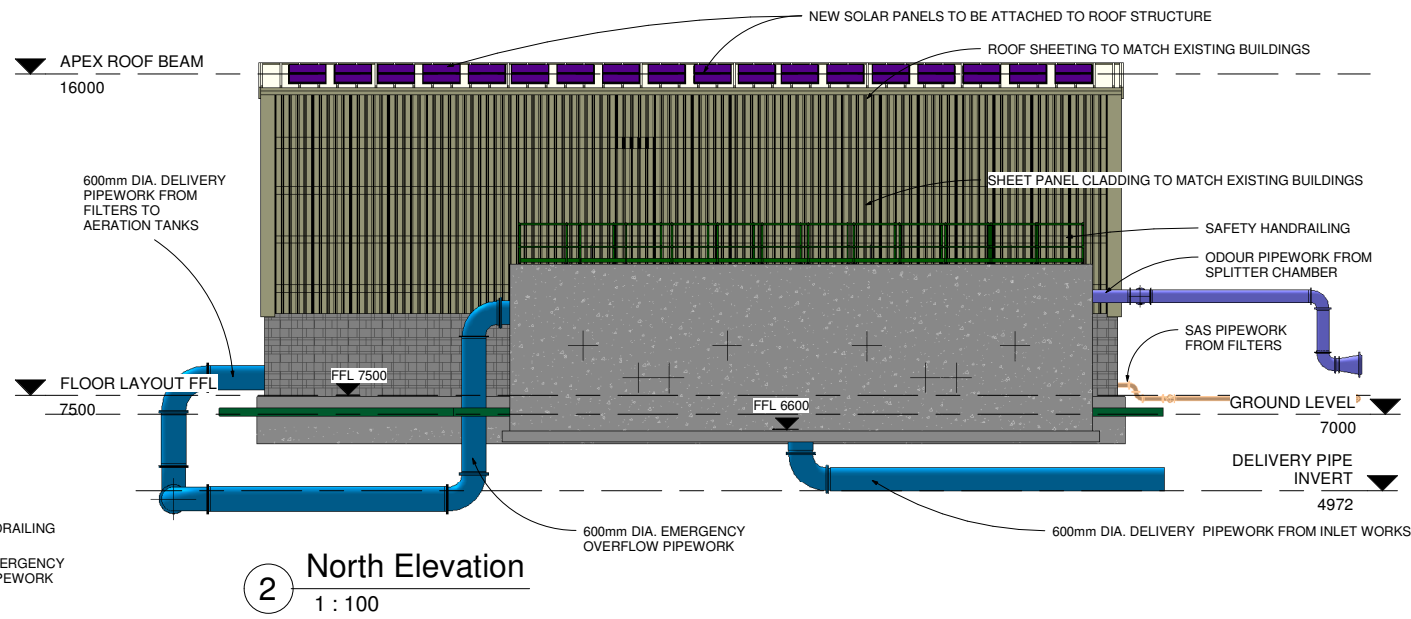 NEW SOLAR PANELS TO BE ATTACHED TO ROOF STRUCTURE
ROOF SHEETING TO MATCH EXISTING BUILDINGS
APEX ROOF BEAM
16000
600mm DIA. DELIVERY
PIPEWORK FROM
FILTERS TO
AERATION TANKS
SHEET PANEL CLADDING TO MATCH EXISTING BUILDINGS
SAFETY HANDRAILING
ODOUR PIPEWORK FROM
SPLITTER CHAMBER
SAS PIPEWORK
FROM FILTERS
FLOOR LAYOUT FFL
7500
FFL 7500
FFL 6600
GROUND LEVEL
7000
DELIVERY PIPE
INVERT
4972
600mm DIA. EMERGENCY
OVERFLOW PIPEWORK
600mm DIA. DELIVERY PIPEWORK FROM INLET WORKS
DRAILING
ERGENCY
PEWORK
2
North Elevation
1 : 100